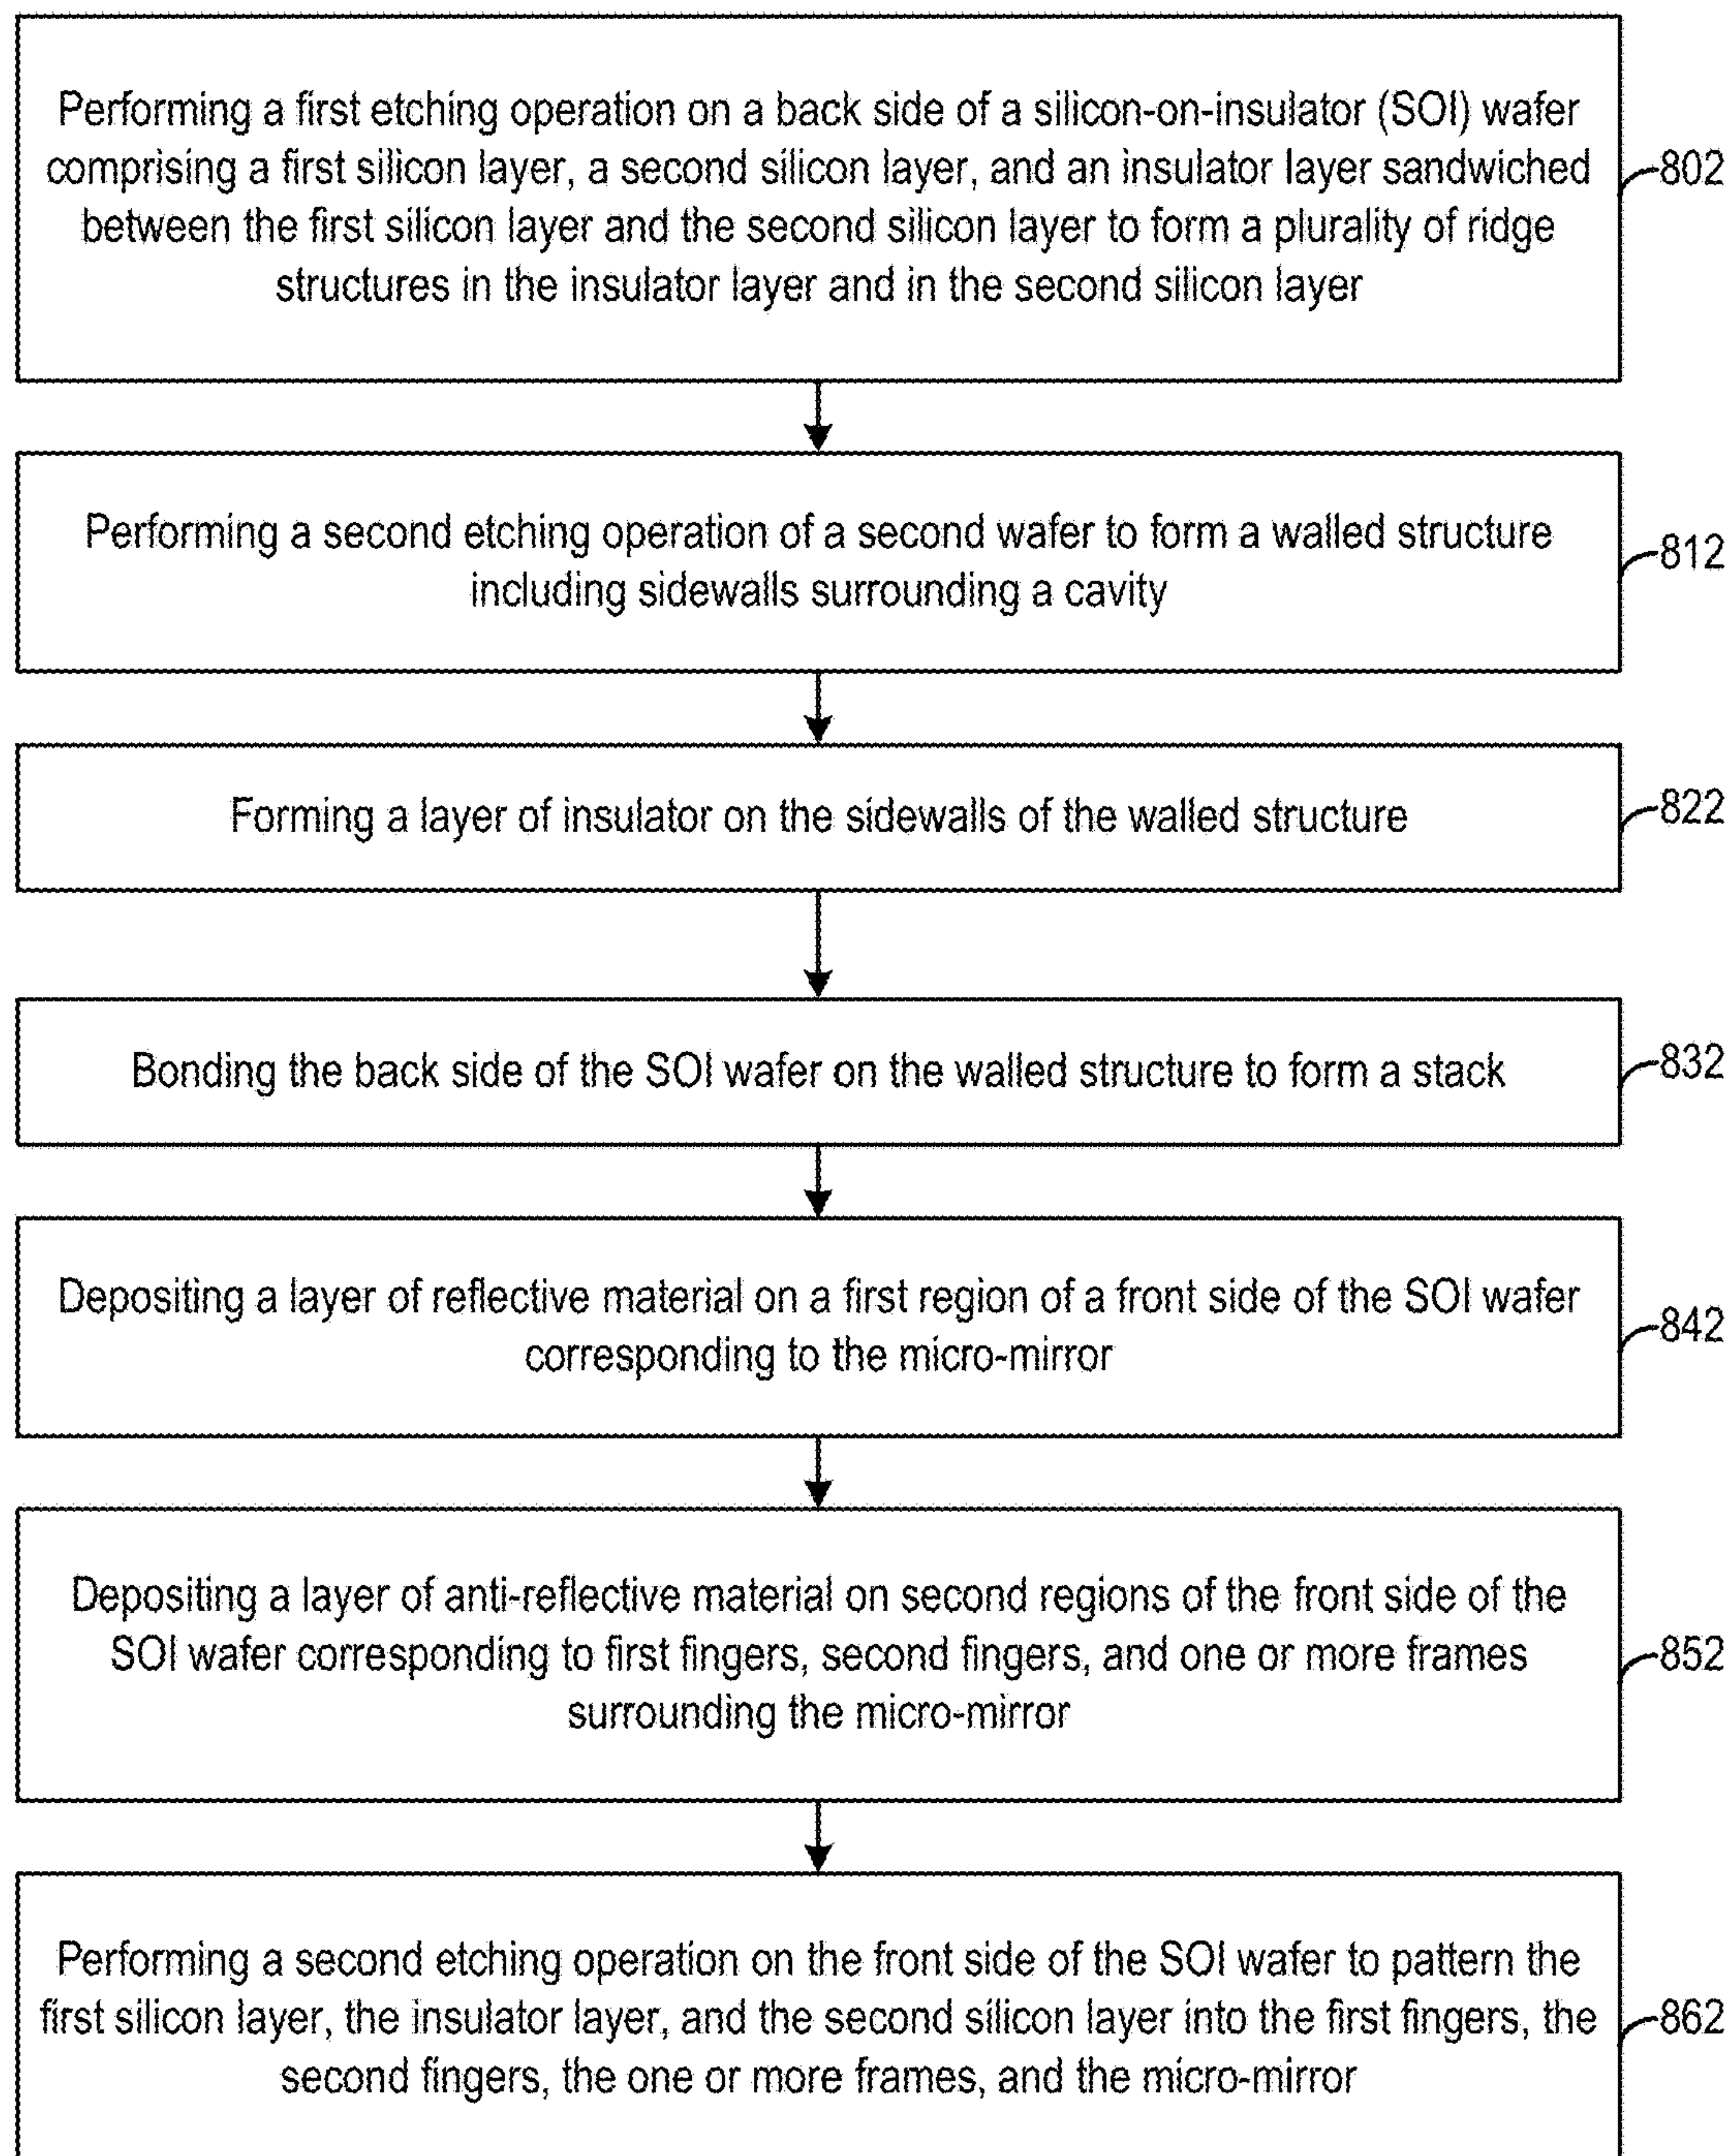 Performing a first etching operation on a back side of a silicon-on-insulator (SOI) wafer
comprising a first silicon layer, a second silicon layer, and an insulator layer sandwiched
between the first silicon layer and the second silicon layer to form a plurality of ridge
structures in the insulator layer and in the second silicon layer
802
Performing a second etching operation of a second wafer to form a walled structure
including sidewalls surrounding a cavity
812
Forming a layer of insulator on the sidewalls of the walled structure
822
Bonding the back side of the SOI wafer on the walled structure to form a stack
832
Depositing a layer of reflective material on a first region of a front side of the SOI wafer
corresponding to the micro-mirror
842
Depositing a layer of anti-reflective material on second regions of the front side of the
SOI wafer corresponding to first fingers, second fingers, and one or more frames
surrounding the micro-mirror
852
Performing a second etching operation on the front side of the SOI wafer to pattern the
first silicon layer, the insulator layer, and the second silicon layer into the first fingers, the
second fingers, the one or more frames, and the micro-mirror
862